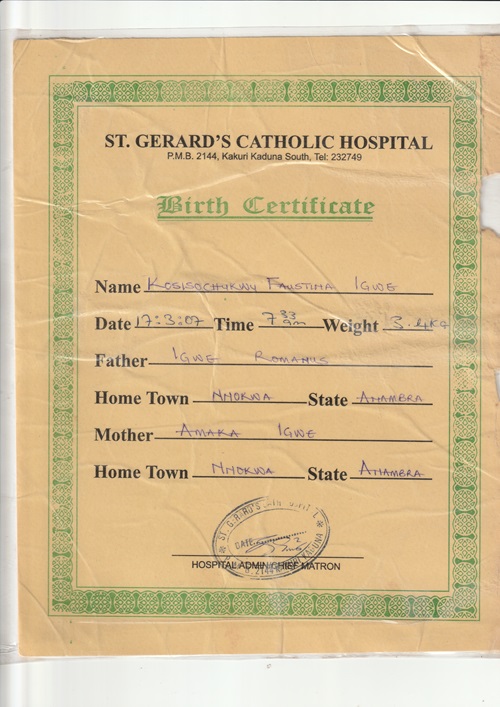 ST. GERARD'S CATHOLIC HOSPITAL
P.M.B. 2144, Kakuri Kaduna South, Tel: 232749
Birth Certificate
Name KOSISOCHUKWU FAUSTINA IGWE
Date 17:3:07 Time 7 33 am Weight 3.4KG
Father IGWE ROMANUS
Home Town NNOKWA State ANAMBRA
Mother AMAKA IGWE
Home Town NNOKWA State ANAMBRA
DATE
HOSPITAL ADMIN CHIEF MATRON